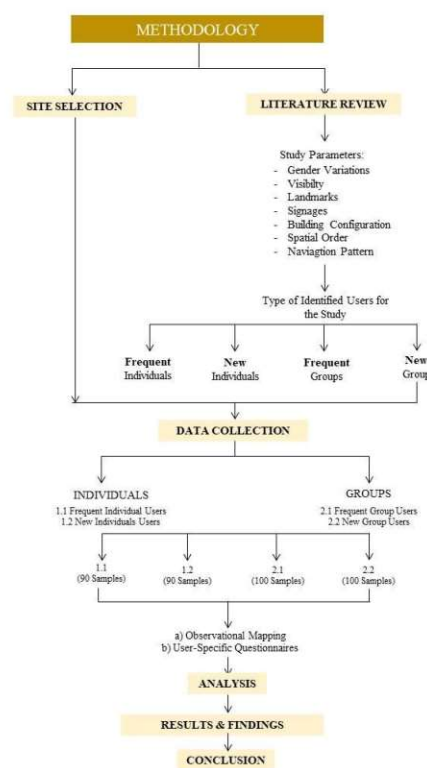 METHODOLOGY
SITE SELECTION
LITERATURE REVIEW
Study Parameters:
- Gender Variations
- Visibilty
- Landmarks
- Signages
- Building Configuration
- Spatial Order
- Naviagtion Pattern
Type of Identified Users for
the Study
Frequent
Individuals
New
Individuals
Frequent
Groups
New
Group
DATA COLLECTION
INDIVIDUALS
1.1 Frequent Individual Users
1.2 New Individuals Users
GROUPS
2.1 Frequent Group Users
2.2 New Group Users
1.1
(90 Samples)
1.2
(90 Samples)
2.1
(100 Samples)
2.2
(100 Samples)
a) Observational Mapping
b) User-Specific Questionnaires
ANALYSIS
RESULTS & FINDINGS
CONCLUSION